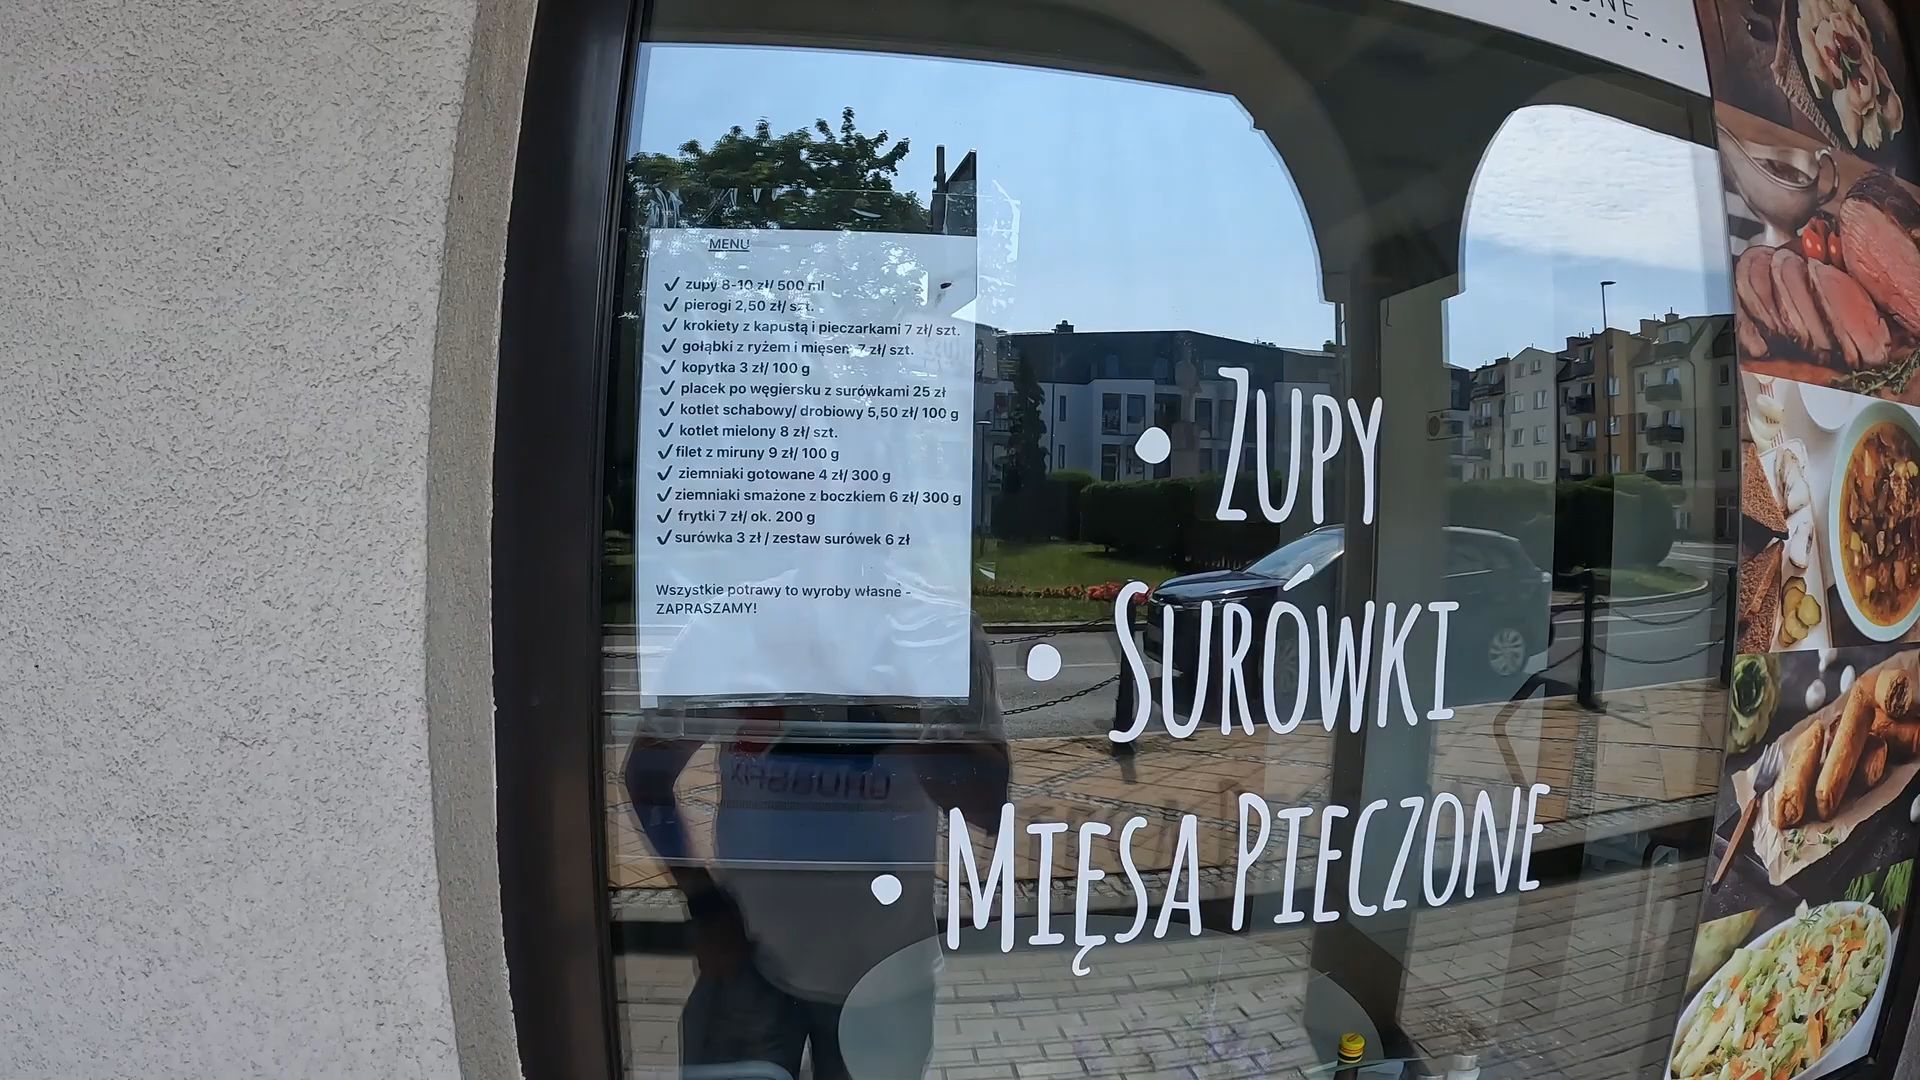 MENU
✓ zupy 8-10 zł/ 500 ml
✓ pierogi 2,50 zł/ szt.
✓ krokiety z kapustą i pieczarkami 7 zł/ szt.
✓ gołąbki z ryżem i mięsem 7 zł/ szt.
✓ kopytka 3 zł/ 100 g
✓ placek po węgiersku z surówkami 25 zł
✓ kotlet schabowy/ drobiowy 5,50 zł/ 100 g
✓ kotlet mielony 8 zł/ szt.
✓ filet z miruny 9 zł/ 100 g
✓ ziemniaki gotowane 4 zł/ 300 g
✓ ziemniaki smażone z boczkiem 6 zł/ 300 g
✓ frytki 7 zł/ ok. 200 g
✓ surówka 3 zł / zestaw surówek 6 zł
Wszystkie potrawy to wyroby własne -
ZAPRASZAMY!
• ZUPY
• SURÓWKI
• MIĘSA PIECZONE